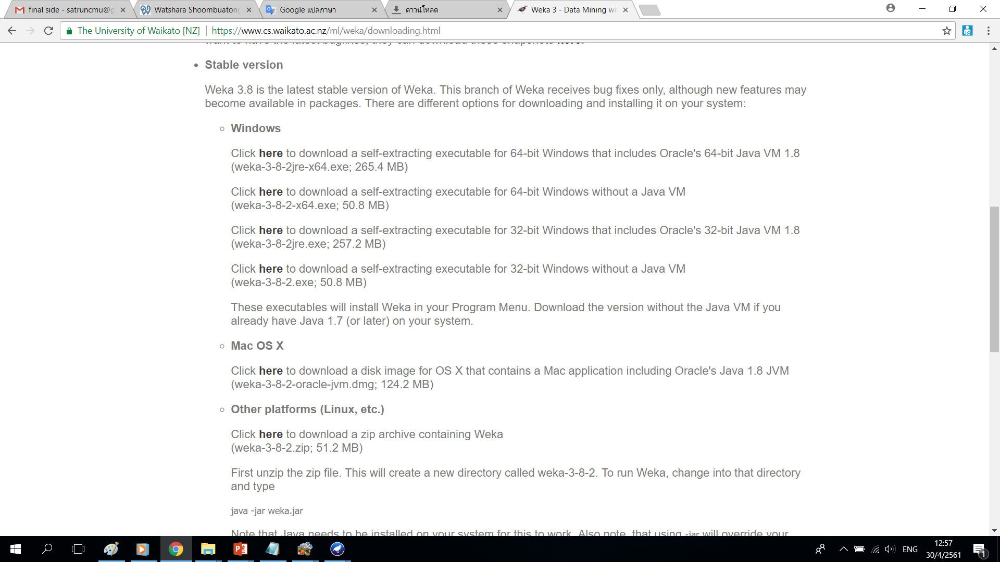 final side - satruncmu@g
Watshara Shoombuatong
Google แปลภาษา
ดาวน์โหลด
Weka 3 - Data Mining wi
The University of Waikato [NZ]
https://www.cs.waikato.ac.nz/ml/weka/downloading.html
want to have the latest bugfixes, they can download these snapshots here.
Stable version
Weka 3.8 is the latest stable version of Weka. This branch of Weka receives bug fixes only, although new features may
become available in packages. There are different options for downloading and installing it on your system:
Windows
Click here to download a self-extracting executable for 64-bit Windows that includes Oracle's 64-bit Java VM 1.8
(weka-3-8-2jre-x64.exe; 265.4 MB)
Click here to download a self-extracting executable for 64-bit Windows without a Java VM
(weka-3-8-2-x64.exe; 50.8 MB)
Click here to download a self-extracting executable for 32-bit Windows that includes Oracle's 32-bit Java VM 1.8
(weka-3-8-2jre.exe; 257.2 MB)
Click here to download a self-extracting executable for 32-bit Windows without a Java VM
(weka-3-8-2.exe; 50.8 MB)
These executables will install Weka in your Program Menu. Download the version without the Java VM if you
already have Java 1.7 (or later) on your system.
Mac OS X
Click here to download a disk image for OS X that contains a Mac application including Oracle's Java 1.8 JVM
(weka-3-8-2-oracle-jvm.dmg; 124.2 MB)
Other platforms (Linux, etc.)
Click here to download a zip archive containing Weka
(weka-3-8-2.zip; 51.2 MB)
First unzip the zip file. This will create a new directory called weka-3-8-2. To run Weka, change into that directory
and type
java -jar weka.jar
Note that Java needs to be installed on your system for this to work. Also note, that using -jar will override your
ENG
12:57
30/4/2561
1